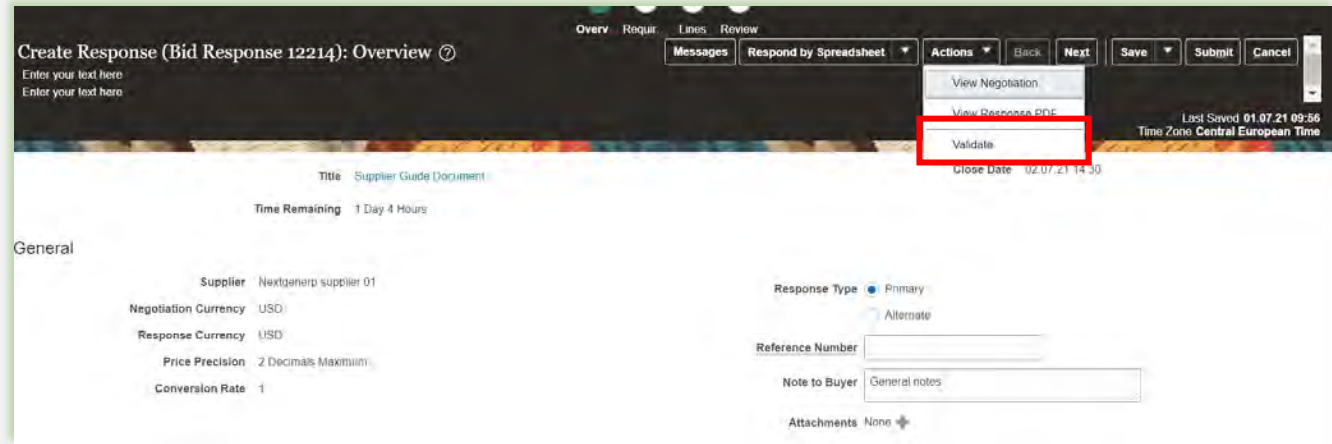 Overv Requir Lines Review
Create Response (Bid Response 12214): Overview ?
Messages Respond by Spreadsheet Actions Back Next Save Submit Cancel
Enter your text here
Enter your text here
View Negotiation
View Response PDF
Validate
Last Saved 01.07.21 09:56
Time Zone Central European Time
Title Supplier Guide Document
Close Date 02.07.21 14:30
Time Remaining 1 Day 4 Hours
General
Supplier Nextgenerp supplier 01
Response Type Primary
Alternate
Negotiation Currency USD
Response Currency USD
Reference Number
Price Precision 2 Decimals Maximum
Note to Buyer General notes
Conversion Rate 1
Attachments None